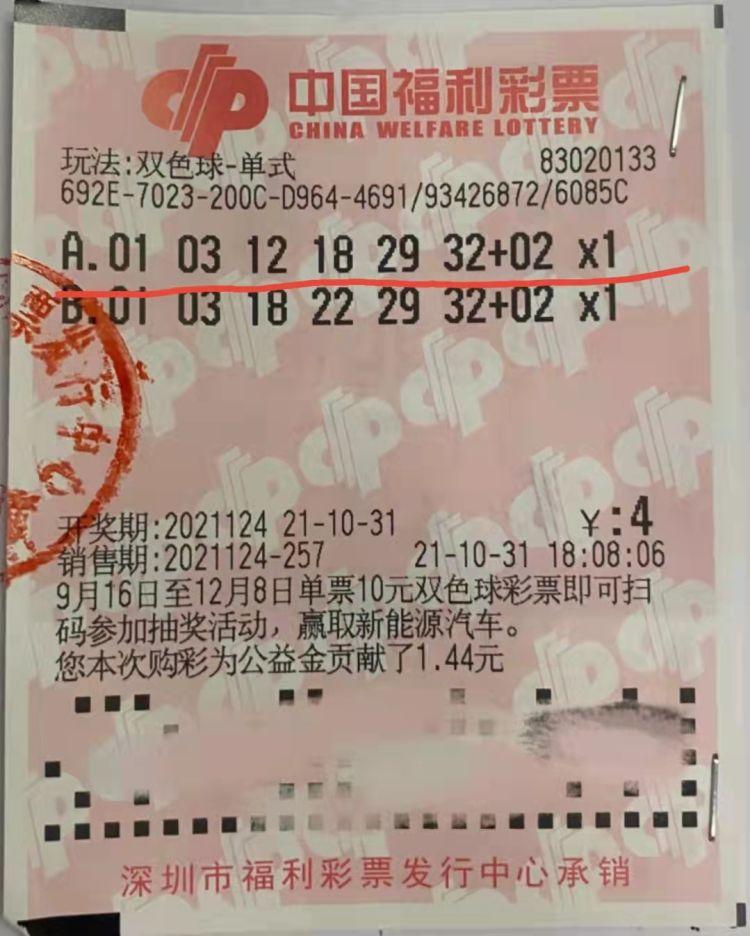 中国福利彩票
CHINA WELFARE LOTTERY
玩法:双色球-单式 83020133
692E-7023-200C-D964-4691/93426872/6085C
A.01 03 12 18 29 32+02 x1
B.01 03 18 22 29 32+02 x1
开奖期:2021124 21-10-31 ¥:4
销售期:2021124-257 21-10-31 18:08:06
9月16日至12月8日单票10元双色球彩票即可扫
码参加抽奖活动，赢取新能源汽车。
您本次购彩为公益金贡献了1.44元
深圳市福利彩票发行中心承销